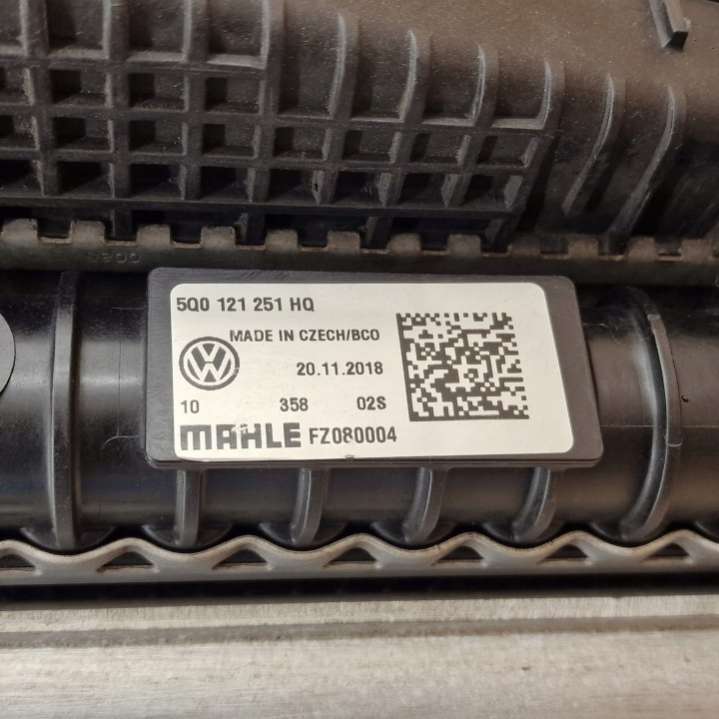 5Q0 121 251 HQ
MADE IN CZECH/BCO
20.11.2018
10 358 02S
MAHLE FZ080004